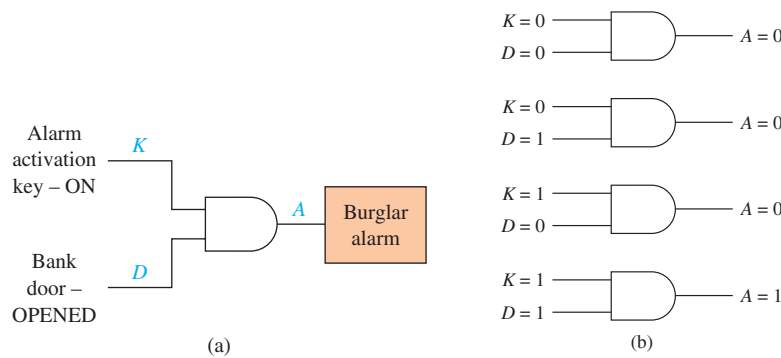 Alarm
activation
key – ON
K
A
Burglar
alarm
Bank
door –
OPENED
D
(a)
K = 0
D = 0
A = 0
K = 0
D = 1
A = 0
K = 1
D = 0
A = 0
K = 1
D = 1
A = 1
(b)